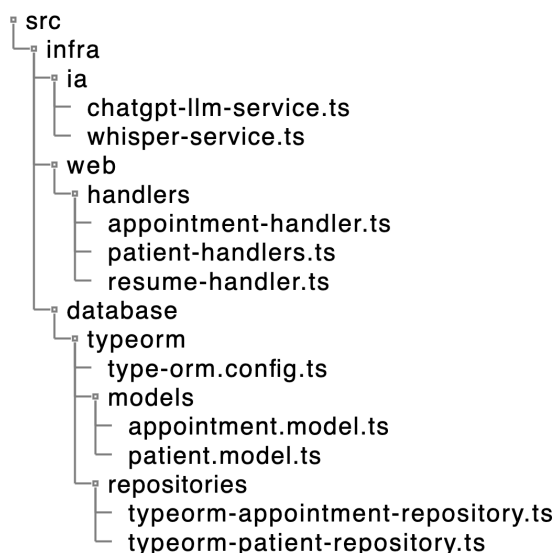 src
infra
ia
chatgpt-llm-service.ts
whisper-service.ts
web
handlers
appointment-handler.ts
patient-handlers.ts
resume-handler.ts
database
typeorm
type-orm.config.ts
models
appointment.model.ts
patient.model.ts
repositories
typeorm-appointment-repository.ts
typeorm-patient-repository.ts